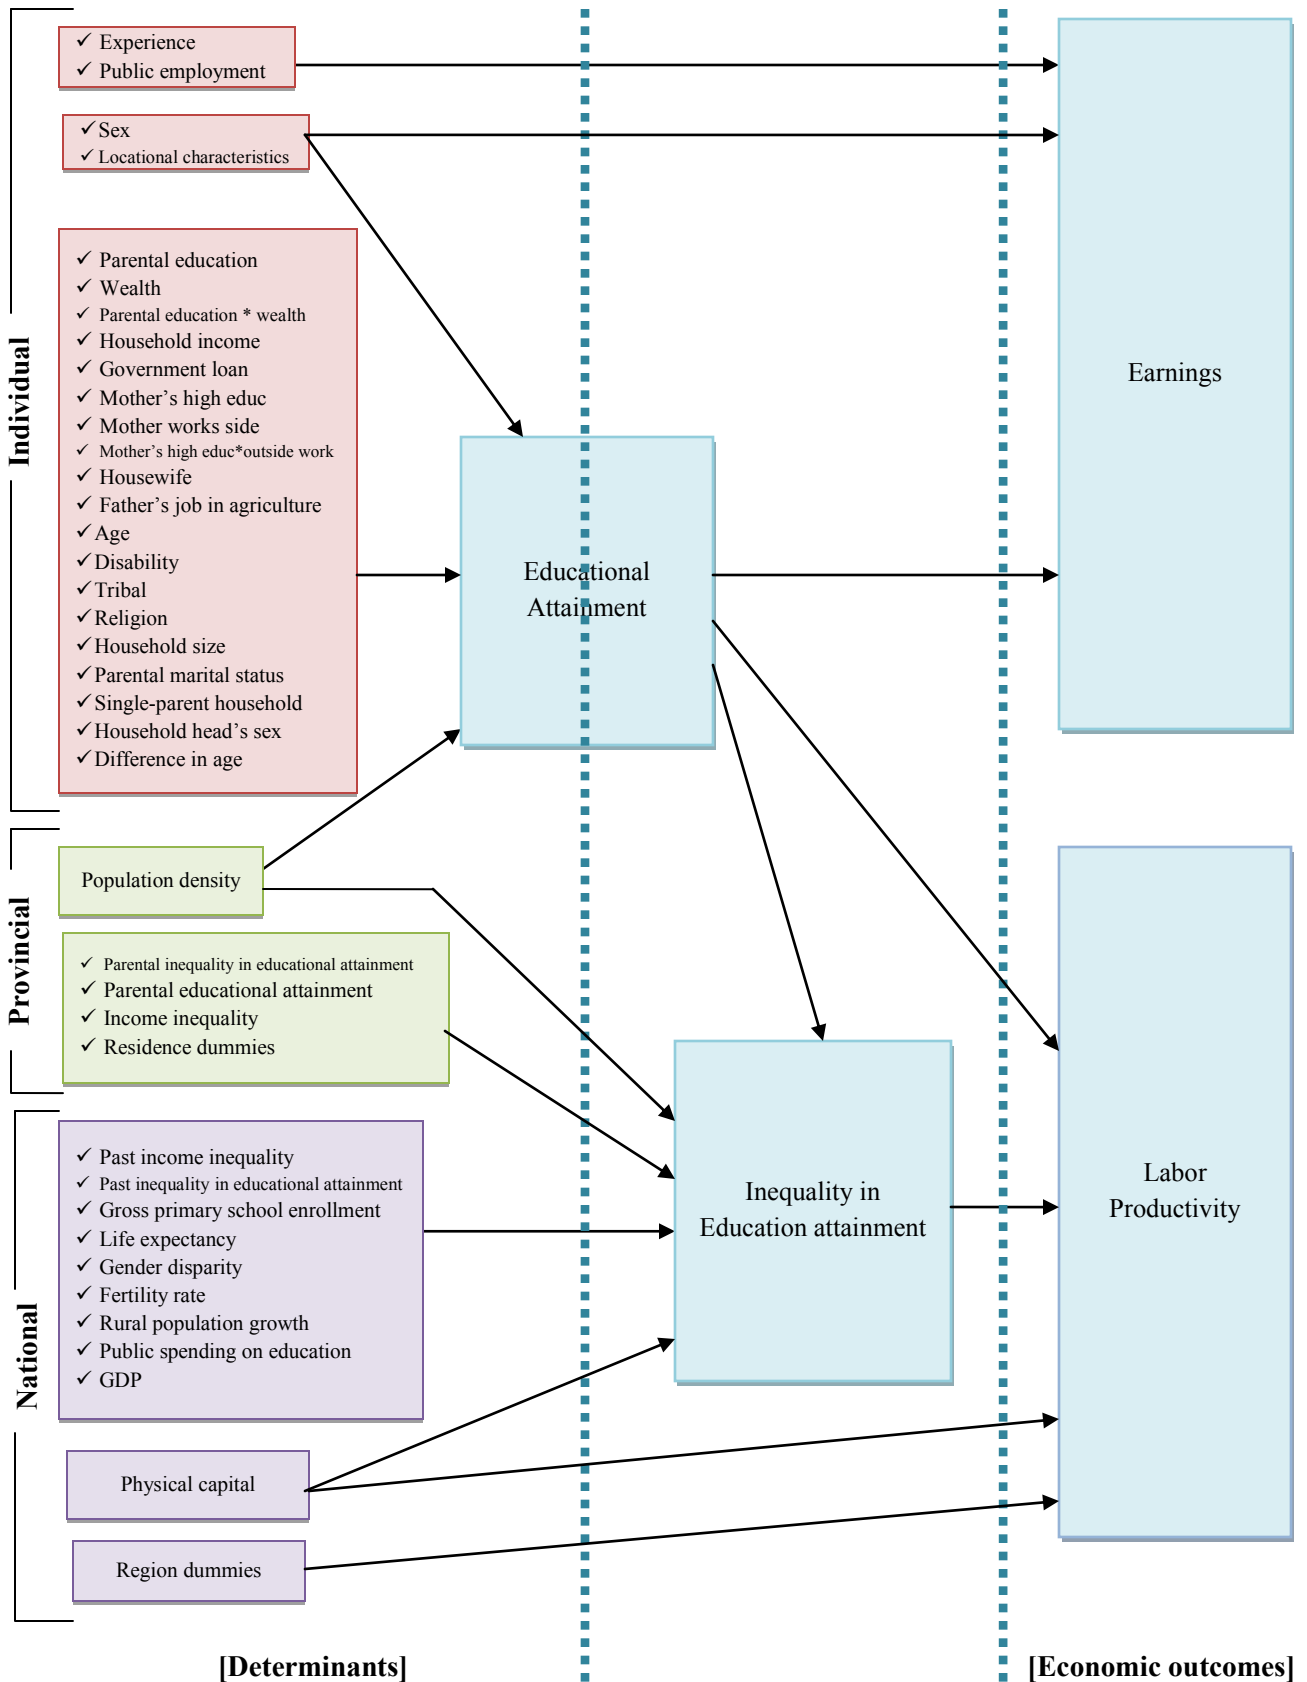 Individual
Experience
Public employment
Sex
Locational characteristics
Parental education
Wealth
Parental education * wealth
Household income
Government loan
Mother's high educ
Mother works side
Mother's high educ*outside work
Housewife
Father's job in agriculture
Age
Disability
Tribal
Religion
Household size
Parental marital status
Single-parent household
Household head's sex
Difference in age
Educational
Attainment
Earnings
Provincial
Population density
Parental inequality in educational attainment
Parental educational attainment
Income inequality
Residence dummies
National
Past income inequality
Past inequality in educational attainment
Gross primary school enrollment
Life expectancy
Gender disparity
Fertility rate
Rural population growth
Public spending on education
GDP
Physical capital
Region dummies
Inequality in
Education attainment
Labor
Productivity
[Determinants]
[Economic outcomes]